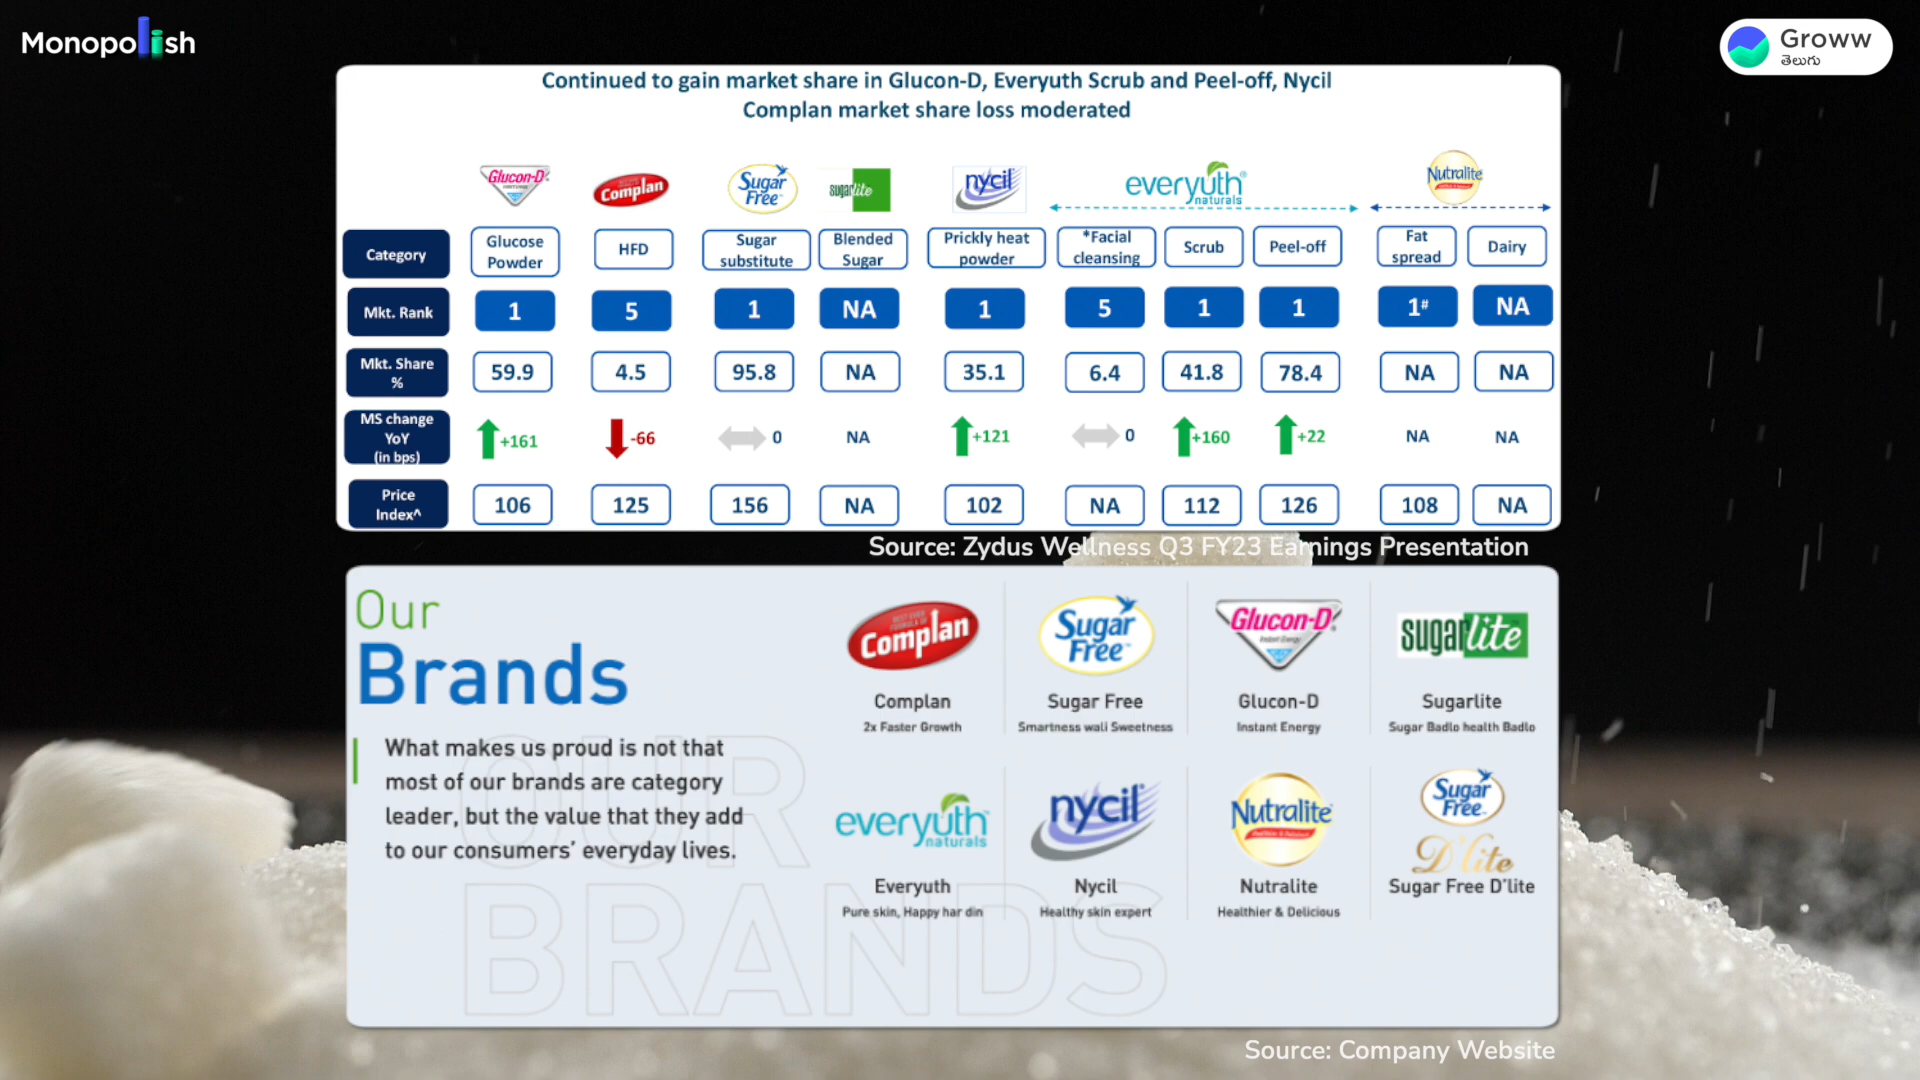 Monopolish
Groww
తెలుగు
Continued to gain market share in Glucon-D, Everyuth Scrub and Peel-off, Nycil
Complan market share loss moderated
Glucon-D Complan Sugar Free sugarlite nycil everyuth naturals Nutralite
Category Glucose Powder HFD Sugar substitute Blended Sugar Prickly heat powder *Facial cleansing Scrub Peel-off Fat spread Dairy
Mkt. Rank 1 5 1 NA 1 5 1 1 1# NA
Mkt. Share % 59.9 4.5 95.8 NA 35.1 6.4 41.8 78.4 NA NA
MS change YoY (in bps) +161 -66 0 NA +121 0 +160 +22 NA NA
Price Index^ 106 125 156 NA 102 NA 112 126 108 NA
Source: Zydus Wellness Q3 FY23 Earnings Presentation
Our
Brands
What makes us proud is not that
most of our brands are category
leader, but the value that they add
to our consumers' everyday lives.
OUR
BRANDS
Complan Sugar Free Glucon-D Instant Energy sugarlite
Complan Sugar Free Glucon-D Sugarlite
2x Faster Growth Smartness wali Sweetness Instant Energy Sugar Badlo health Badlo
everyuth naturals nycil Nutralite Healthier & Delicious Sugar Free D'lite
Everyuth Nycil Nutralite Sugar Free D'lite
Pure skin, Happy har din Healthy skin expert Healthier & Delicious
Source: Company Website